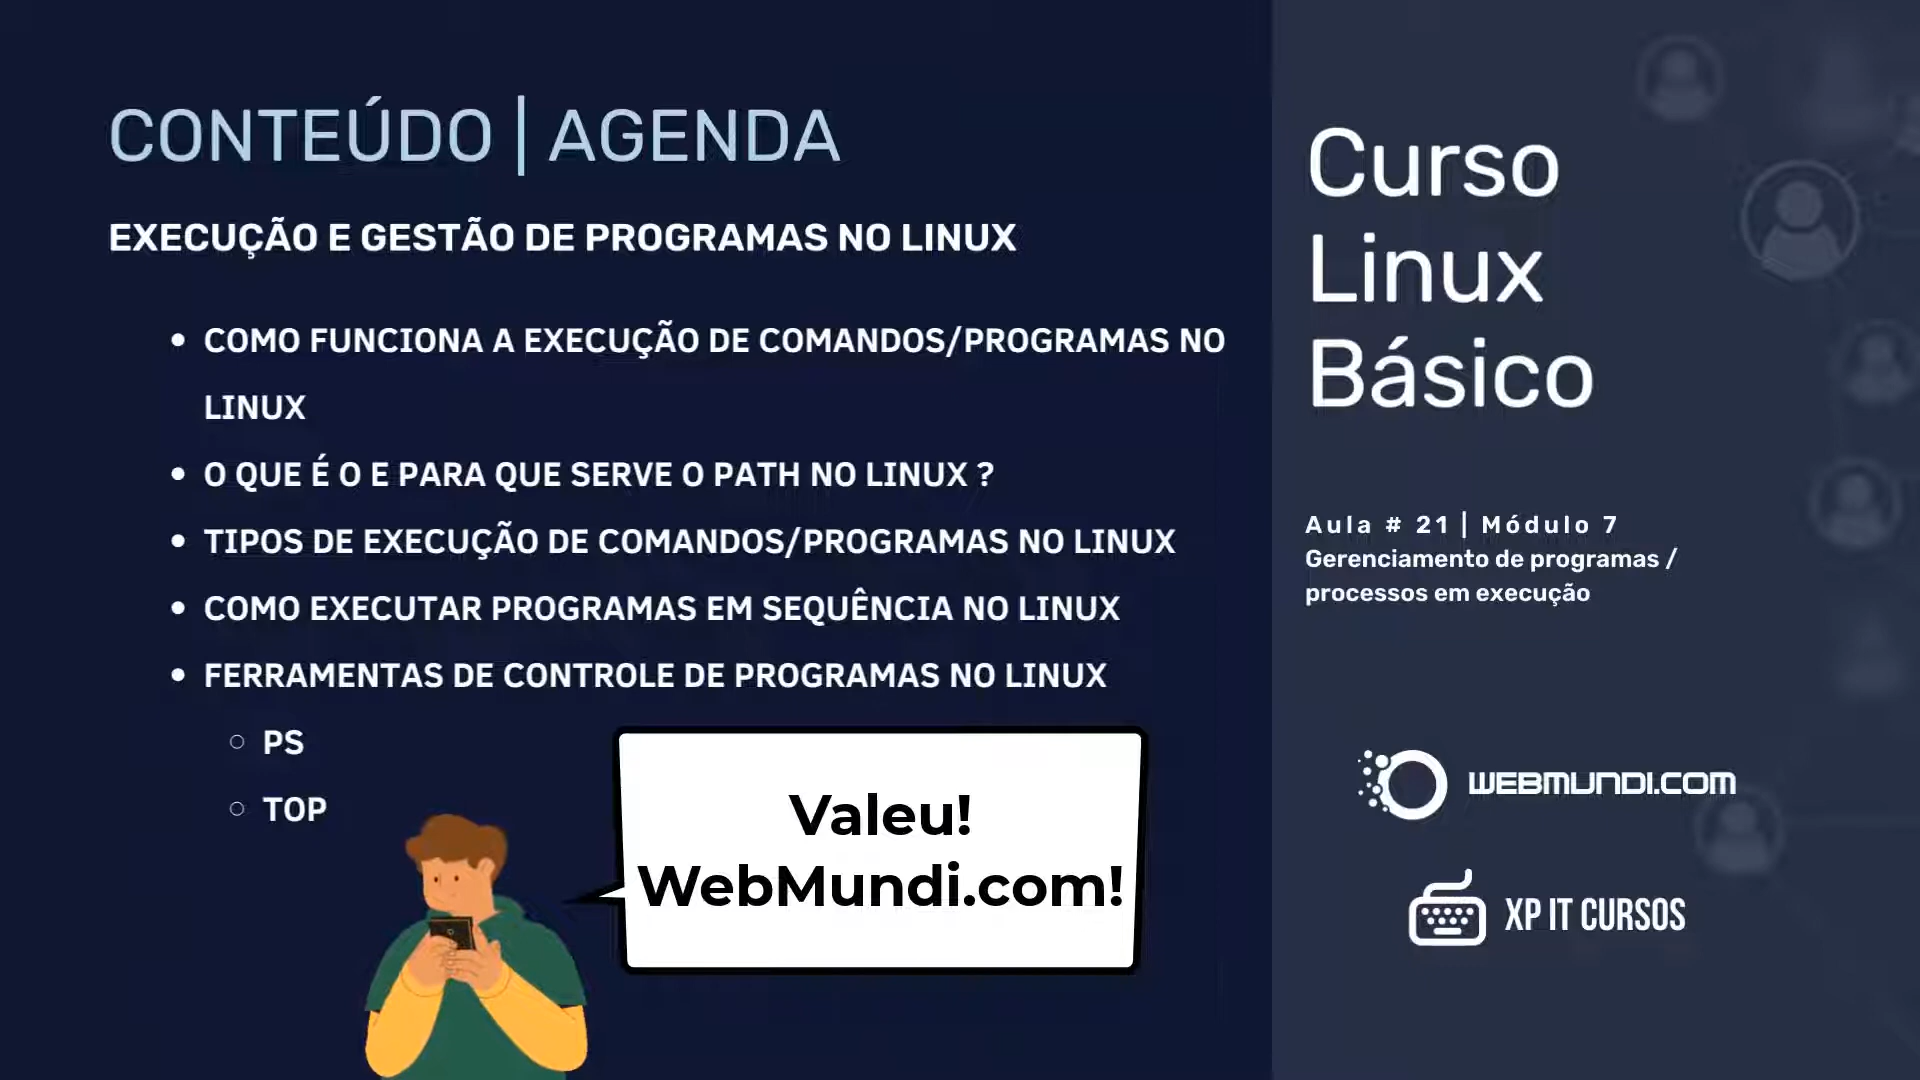 CONTEÚDO | AGENDA
EXECUÇÃO E GESTÃO DE PROGRAMAS NO LINUX
• COMO FUNCIONA A EXECUÇÃO DE COMANDOS/PROGRAMAS NO
LINUX
• O QUE É O E PARA QUE SERVE O PATH NO LINUX ?
• TIPOS DE EXECUÇÃO DE COMANDOS/PROGRAMAS NO LINUX
• COMO EXECUTAR PROGRAMAS EM SEQUÊNCIA NO LINUX
• FERRAMENTAS DE CONTROLE DE PROGRAMAS NO LINUX
○ PS
○ TOP
Valeu!
WebMundi.com!
Curso
Linux
Básico
Aula # 21 | Módulo 7
Gerenciamento de programas /
processos em execução
WEBMUNDI.COM
XP IT CURSOS